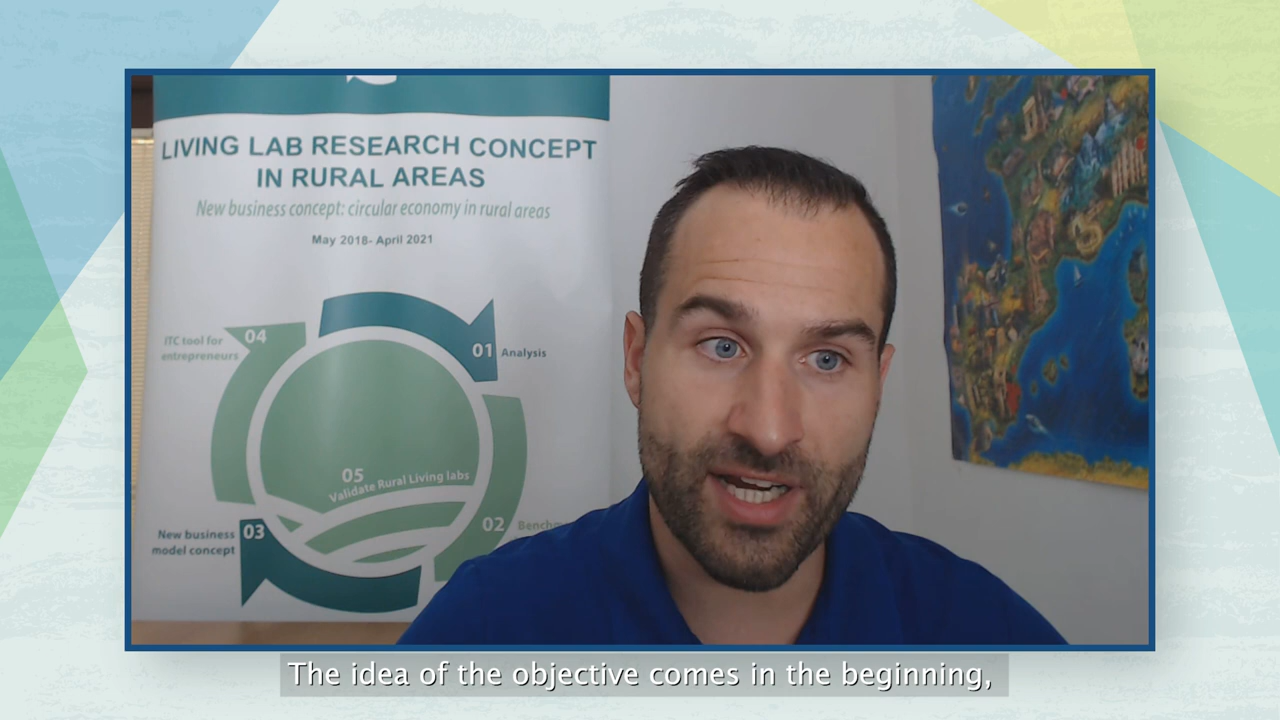 LIVING LAB RESEARCH CONCEPT
IN RURAL AREAS
New business concept: circular economy in rural areas
May 2018- April 2021
04
ITC tool for
entrepreneurs
01
Analysis
05
Validate Rural Living labs
02
03
New business
model concept
The idea of the objective comes in the beginning,